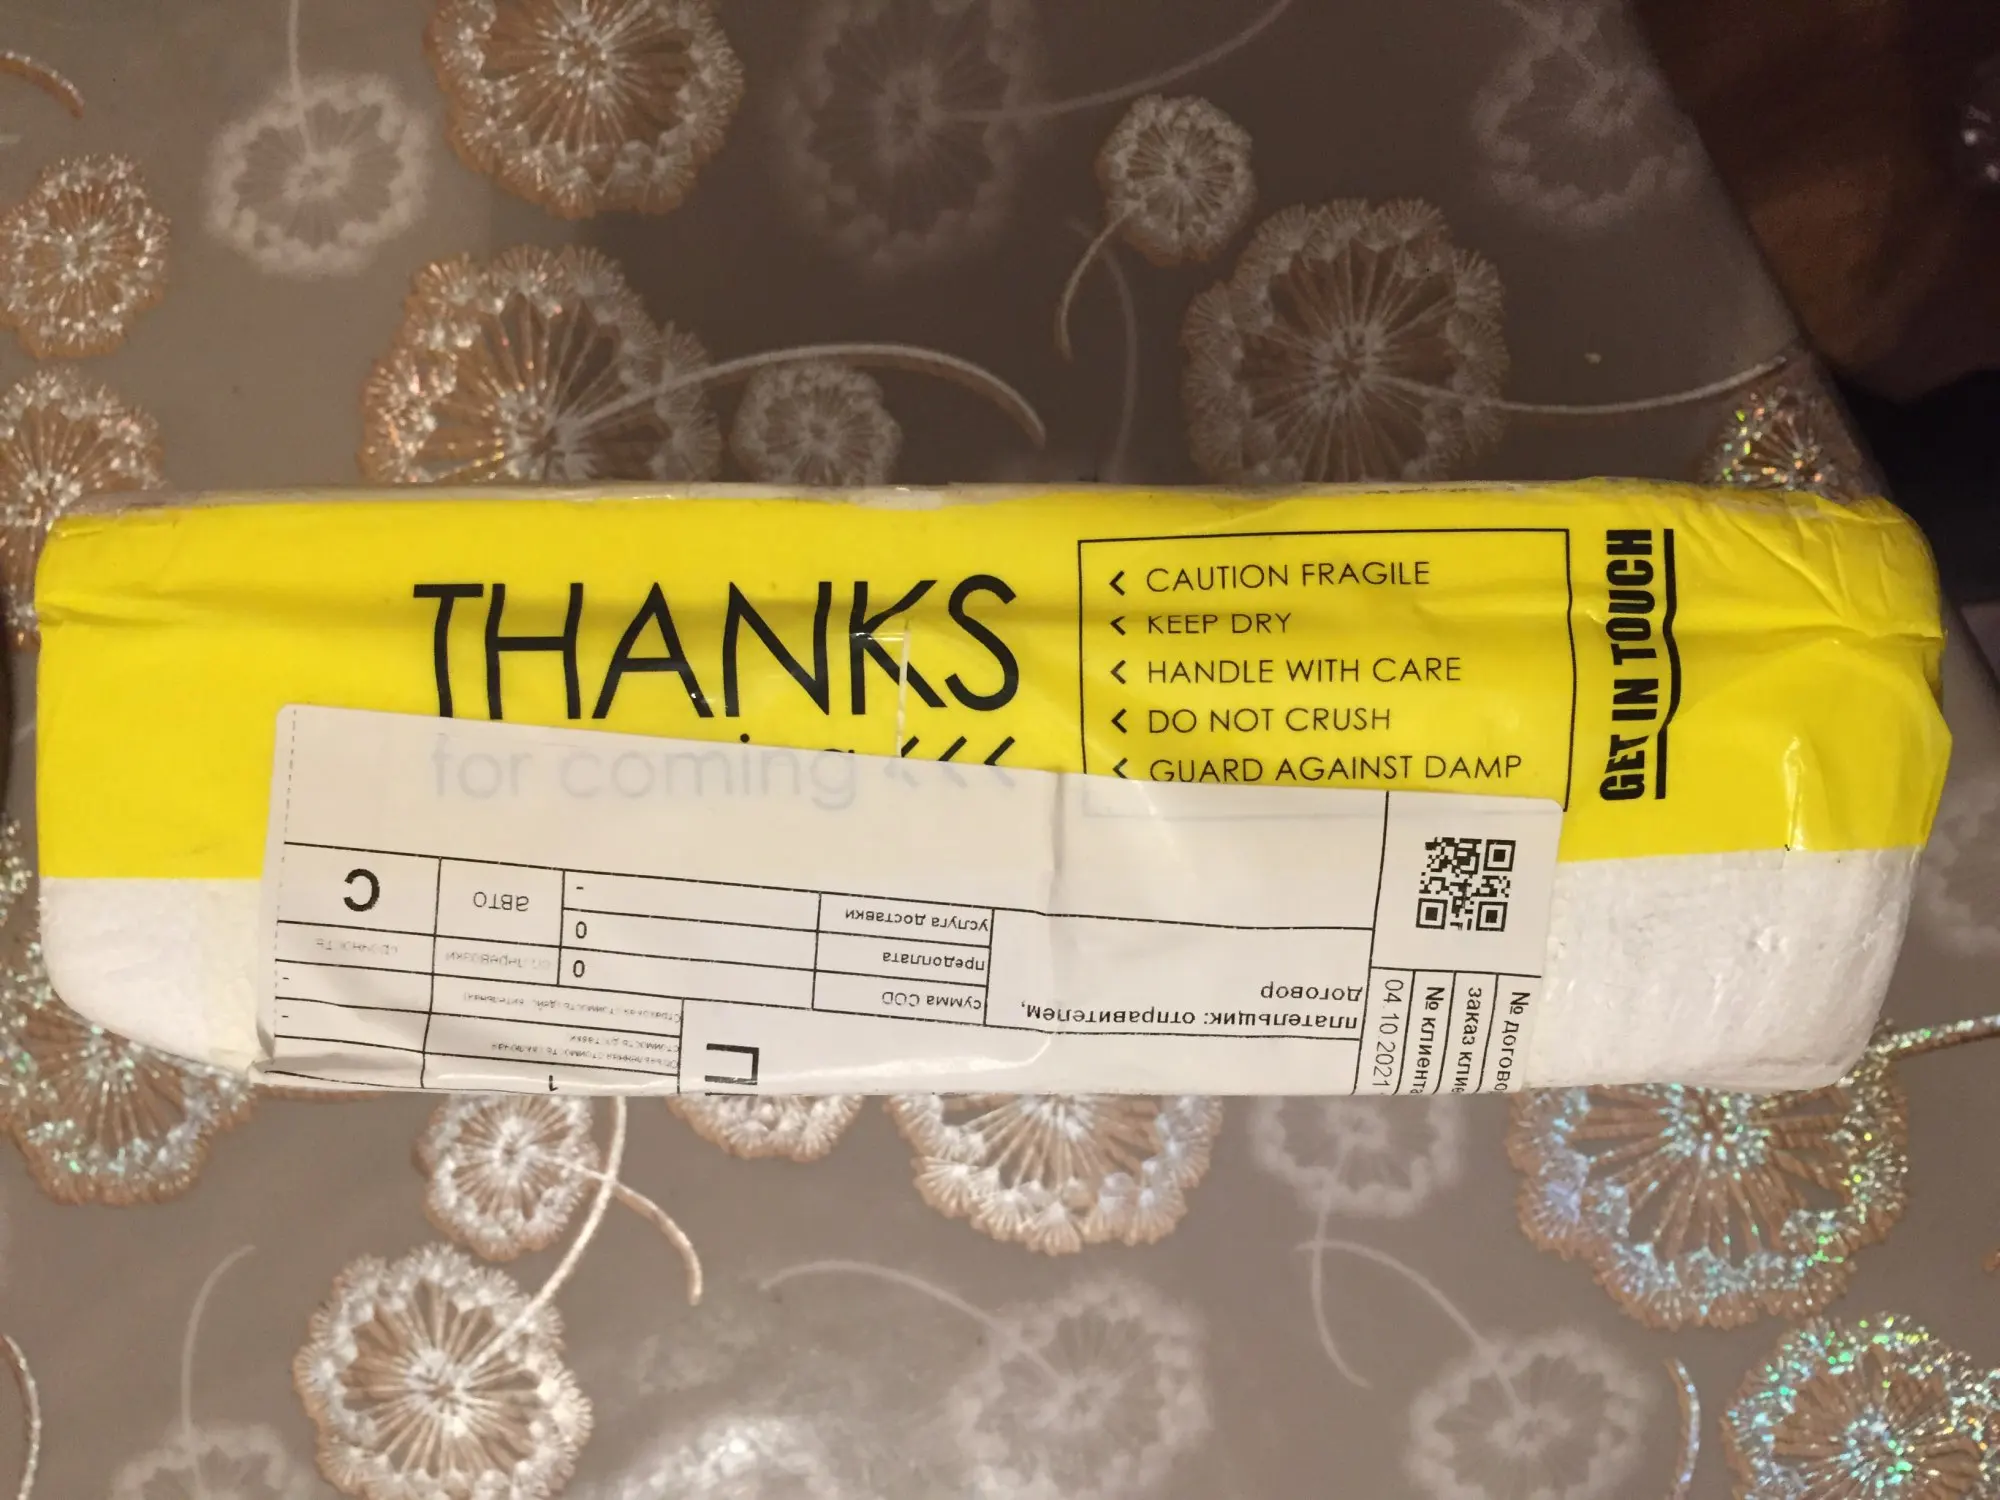 THANKS
for coming <<<
< CAUTION FRAGILE
< KEEP DRY
< HANDLE WITH CARE
< DO NOT CRUSH
< GUARD AGAINST DAMP
GET IN TOUCH
№ догово
заказ клие
№ клиента
04.10.2021
плательщик: отправителем,
договор
сумма COD 0
предоплата 0
услуга доставки -
авто
С
срочность
П
1